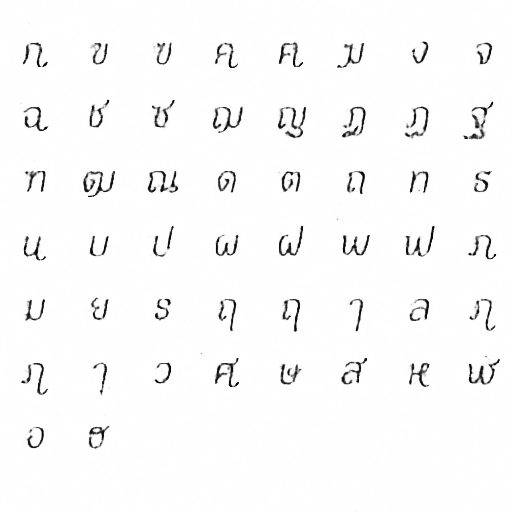 ก ข ฃ ค ฅ ฆ ง จ
ฉ ช ซ ฌ ญ ฎ ฏ ฐ
ฑ ฒ ณ ด ต ถ ท ธ
น บ ป ผ ฝ พ ฟ ภ
ม ย ร ฤ ฤ ๅ ล ฦ
ฦ ๅ ว ศ ษ ส ห ฬ
อ ฮ